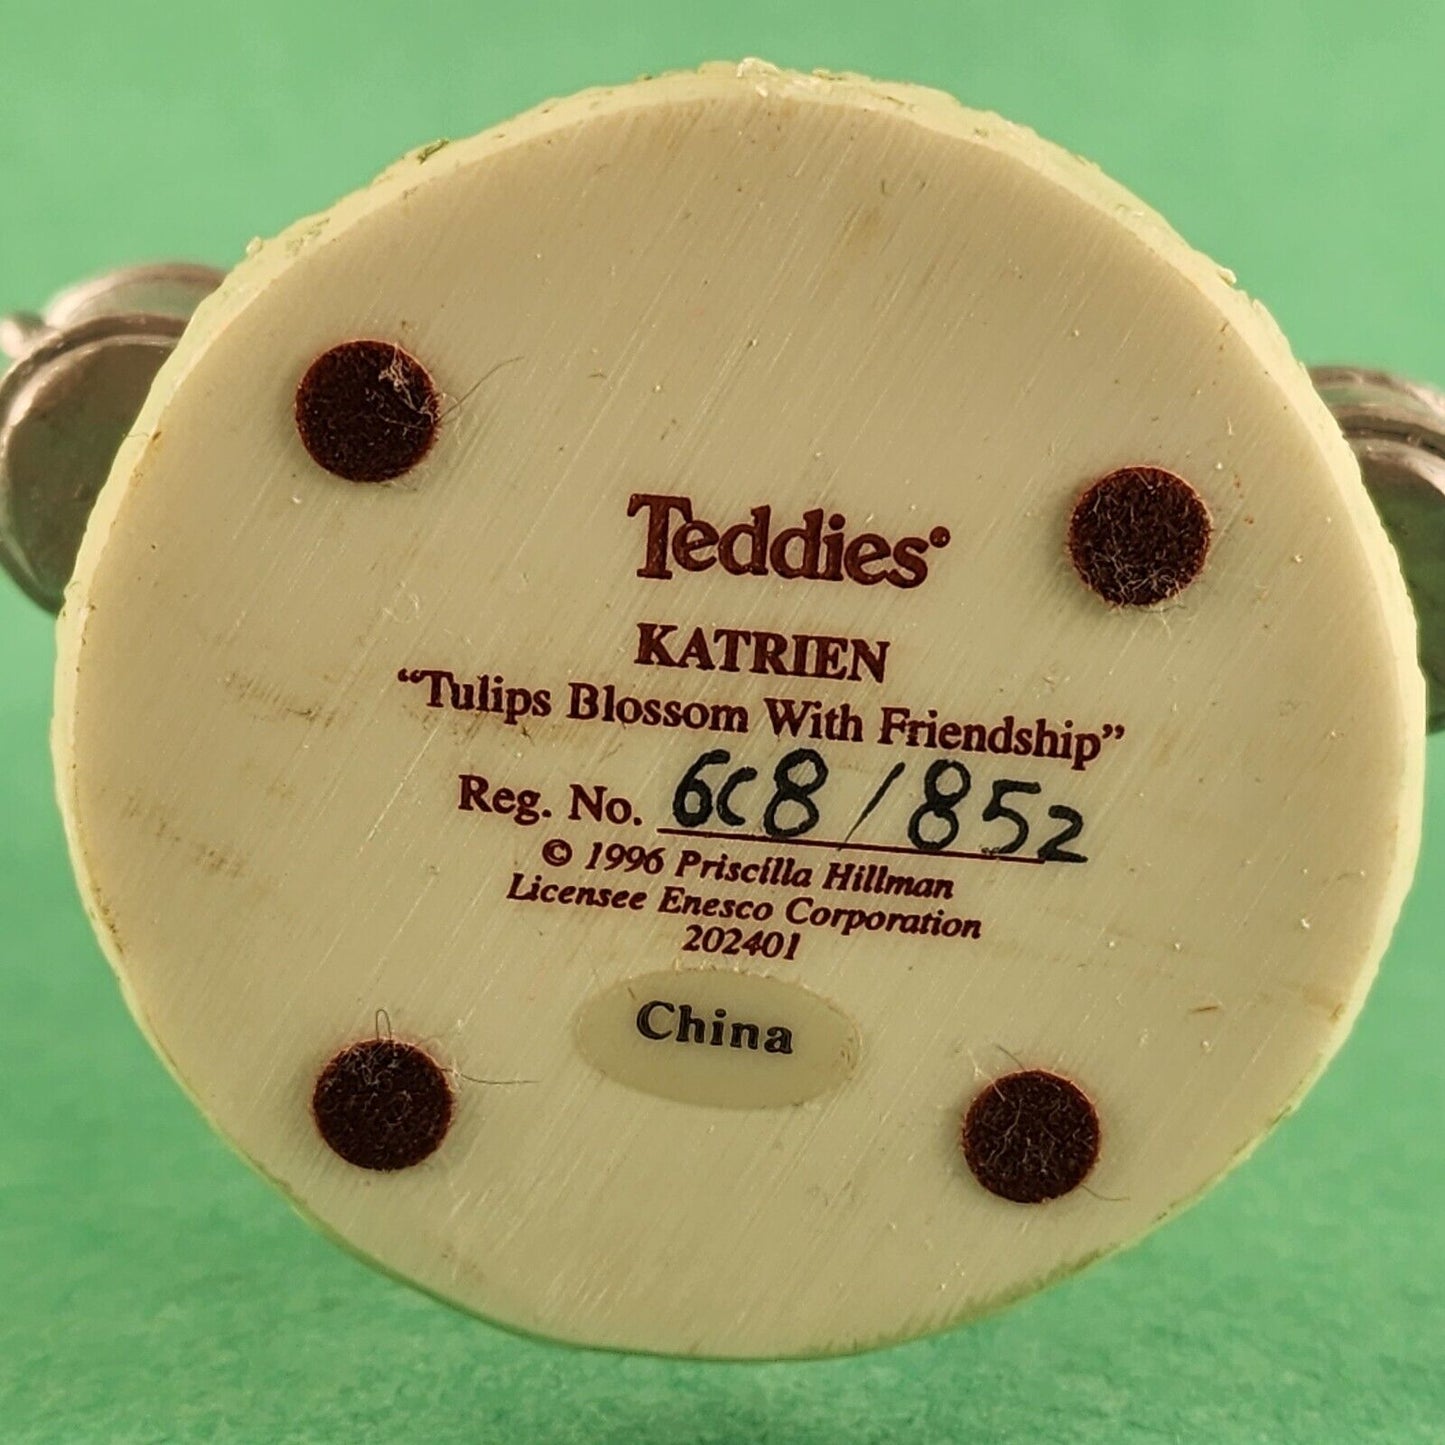 Teddies®
KATRIEN
“Tulips Blossom With Friendship”
Reg. No. 6C8/852
© 1996 Priscilla Hillman
Licensee Enesco Corporation
202401
China